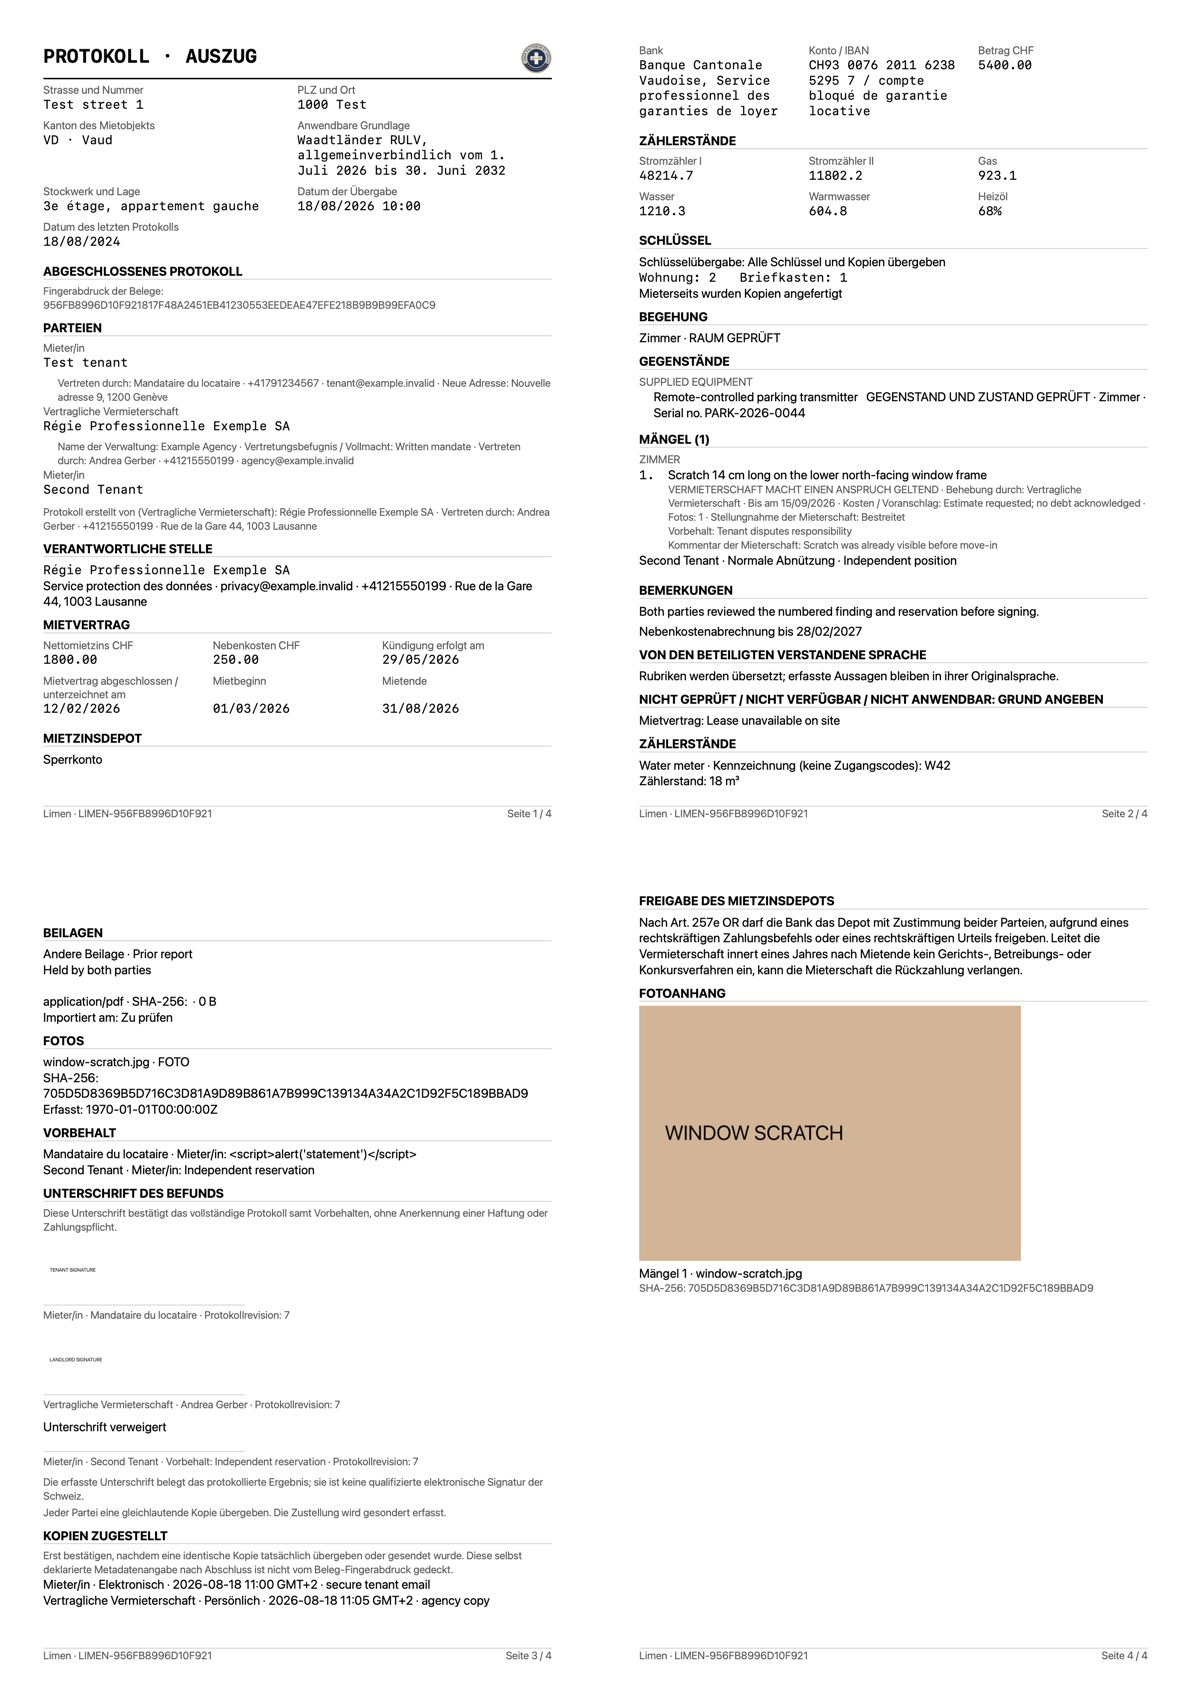 PROTOKOLL · AUSZUG
Strasse und Nummer
Test street 1
PLZ und Ort
1000 Test
Kanton des Mietobjekts
VD · Vaud
Anwendbare Grundlage
Waadtländer RULV,
allgemeinverbindlich vom 1.
Juli 2026 bis 30. Juni 2032
Stockwerk und Lage
3e étage, appartement gauche
Datum der Übergabe
18/08/2026 10:00
Datum des letzten Protokolls
18/08/2024
ABGESCHLOSSENES PROTOKOLL
Fingerabdruck der Belege:
956FB8996D10F921817F48A2451EB41230553EEDEAE47EFE218B9B9B99EFA0C9
PARTEIEN
Mieter/in
Test tenant
Vertreten durch: Mandataire du locataire · +41791234567 · tenant@example.invalid · Neue Adresse: Nouvelle
adresse 9, 1200 Genève
Vertragliche Vermieterschaft
Régie Professionnelle Exemple SA
Name der Verwaltung: Example Agency · Vertretungsbefugnis / Vollmacht: Written mandate · Vertreten
durch: Andrea Gerber · +41215550199 · agency@example.invalid
Mieter/in
Second Tenant
Protokoll erstellt von (Vertragliche Vermieterschaft): Régie Professionnelle Exemple SA · Vertreten durch: Andrea
Gerber · +41215550199 · Rue de la Gare 44, 1003 Lausanne
VERANTWORTLICHE STELLE
Régie Professionnelle Exemple SA
Service protection des données · privacy@example.invalid · +41215550199 · Rue de la Gare
44, 1003 Lausanne
MIETVERTRAG
Nettomietzins CHF
1800.00
Nebenkosten CHF
250.00
Kündigung erfolgt am
29/05/2026
Mietvertrag abgeschlossen /
unterzeichnet am
12/02/2026
Mietbeginn
01/03/2026
Mietende
31/08/2026
MIETZINSDEPOT
Sperrkonto
Limen · LIMEN-956FB8996D10F921
Seite 1 / 4
Bank
Banque Cantonale
Vaudoise, Service
professionnel des
garanties de loyer
Konto / IBAN
CH93 0076 2011 6238
5295 7 / compte
bloqué de garantie
locative
Betrag CHF
5400.00
ZÄHLERSTÄNDE
Stromzähler I
48214.7
Stromzähler II
11802.2
Gas
923.1
Wasser
1210.3
Warmwasser
604.8
Heizöl
68%
SCHLÜSSEL
Schlüsselübergabe: Alle Schlüssel und Kopien übergeben
Wohnung: 2 Briefkasten: 1
Mieterseits wurden Kopien angefertigt
BEGEHUNG
Zimmer · RAUM GEPRÜFT
GEGENSTÄNDE
SUPPLIED EQUIPMENT
Remote-controlled parking transmitter GEGENSTAND UND ZUSTAND GEPRÜFT · Zimmer ·
Serial no. PARK-2026-0044
MÄNGEL (1)
ZIMMER
1. Scratch 14 cm long on the lower north-facing window frame
VERMIETERSCHAFT MACHT EINEN ANSPRUCH GELTEND · Behebung durch: Vertragliche
Vermieterschaft · Bis am 15/09/2026 · Kosten / Voranschlag: Estimate requested; no debt acknowledged ·
Fotos: 1 · Stellungnahme der Mieterschaft: Bestreitet
Vorbehalt: Tenant disputes responsibility
Kommentar der Mieterschaft: Scratch was already visible before move-in
Second Tenant · Normale Abnützung · Independent position
BEMERKUNGEN
Both parties reviewed the numbered finding and reservation before signing.
Nebenkostenabrechnung bis 28/02/2027
VON DEN BETEILIGTEN VERSTANDENE SPRACHE
Rubriken werden übersetzt; erfasste Aussagen bleiben in ihrer Originalsprache.
NICHT GEPRÜFT / NICHT VERFÜGBAR / NICHT ANWENDBAR: GRUND ANGEBEN
Mietvertrag: Lease unavailable on site
ZÄHLERSTÄNDE
Water meter · Kennzeichnung (keine Zugangscodes): W42
Zählerstand: 18 m³
Limen · LIMEN-956FB8996D10F921
Seite 2 / 4
BEILAGEN
Andere Beilage · Prior report
Held by both parties
application/pdf · SHA-256: · 0 B
Importiert am: Zu prüfen
FOTOS
window-scratch.jpg · FOTO
SHA-256:
705D5D8369B5D716C3D81A9D89B861A7B999C139134A34A2C1D92F5C189BBAD9
Erfasst: 1970-01-01T00:00:00Z
VORBEHALT
Mandataire du locataire · Mieter/in: <script>alert('statement')</script>
Second Tenant · Mieter/in: Independent reservation
UNTERSCHRIFT DES BEFUNDS
Diese Unterschrift bestätigt das vollständige Protokoll samt Vorbehalten, ohne Anerkennung einer Haftung oder
Zahlungspflicht.
TENANT SIGNATURE
Mieter/in · Mandataire du locataire · Protokollrevision: 7
LANDLORD SIGNATURE
Vertragliche Vermieterschaft · Andrea Gerber · Protokollrevision: 7
Unterschrift verweigert
Mieter/in · Second Tenant · Vorbehalt: Independent reservation · Protokollrevision: 7
Die erfasste Unterschrift belegt das protokollierte Ergebnis; sie ist keine qualifizierte elektronische Signatur der
Schweiz.
Jeder Partei eine gleichlautende Kopie übergeben. Die Zustellung wird gesondert erfasst.
KOPIEN ZUGESTELLT
Erst bestätigen, nachdem eine identische Kopie tatsächlich übergeben oder gesendet wurde. Diese selbst
deklarierte Metadatenangabe nach Abschluss ist nicht vom Beleg-Fingerabdruck gedeckt.
Mieter/in · Elektronisch · 2026-08-18 11:00 GMT+2 · secure tenant email
Vertragliche Vermieterschaft · Persönlich · 2026-08-18 11:05 GMT+2 · agency copy
Limen · LIMEN-956FB8996D10F921
Seite 3 / 4
FREIGABE DES MIETZINSDEPOTS
Nach Art. 257e OR darf die Bank das Depot mit Zustimmung beider Parteien, aufgrund eines
rechtskräftigen Zahlungsbefehls oder eines rechtskräftigen Urteils freigeben. Leitet die
Vermieterschaft innert eines Jahres nach Mietende kein Gerichts-, Betreibungs- oder
Konkursverfahren ein, kann die Mieterschaft die Rückzahlung verlangen.
FOTOANHANG
WINDOW SCRATCH
Mängel 1 · window-scratch.jpg
SHA-256: 705D5D8369B5D716C3D81A9D89B861A7B999C139134A34A2C1D92F5C189BBAD9
Limen · LIMEN-956FB8996D10F921
Seite 4 / 4